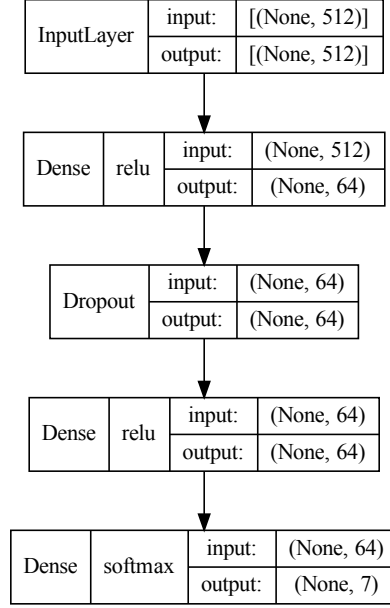 InputLayer input: [(None, 512)]
output: [(None, 512)]
Dense relu input: (None, 512)
output: (None, 64)
Dropout input: (None, 64)
output: (None, 64)
Dense relu input: (None, 64)
output: (None, 64)
Dense softmax input: (None, 64)
output: (None, 7)